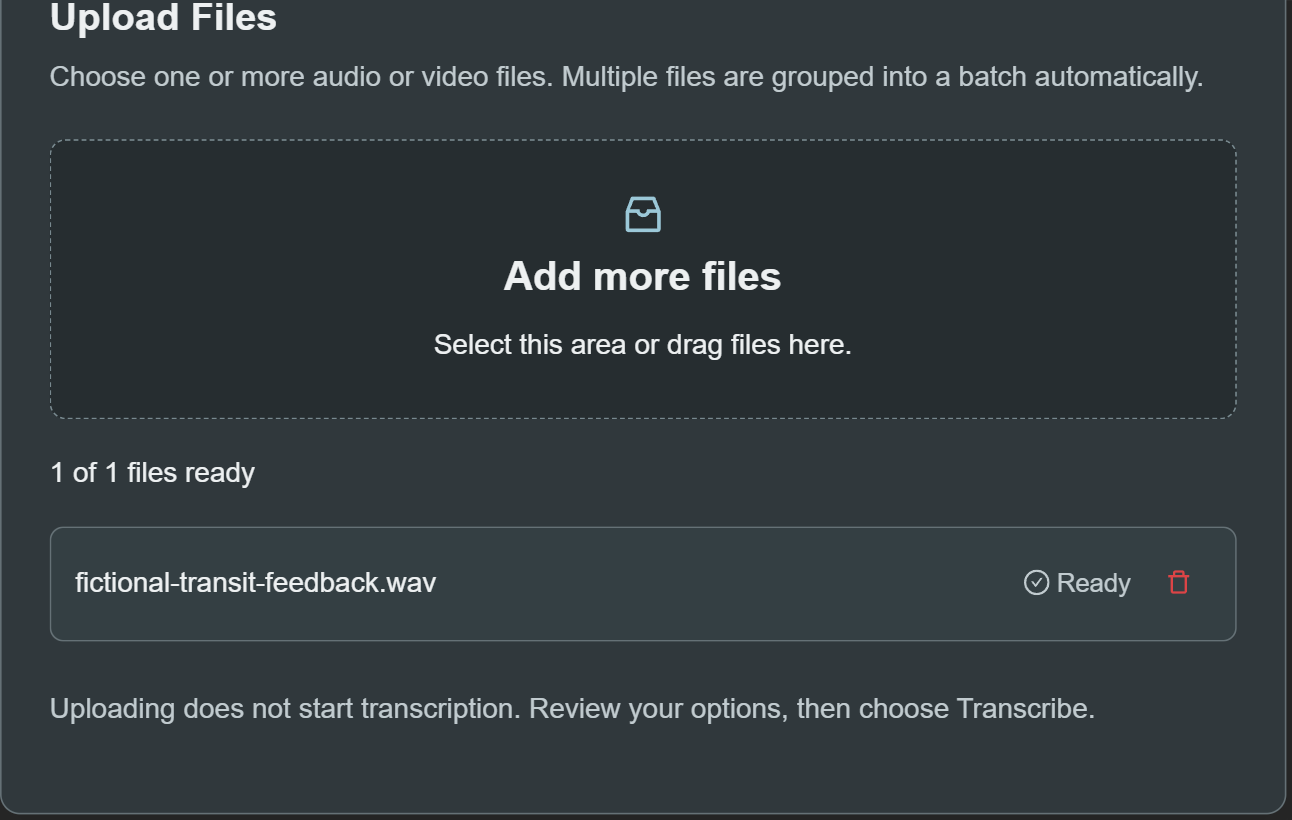 Upload Files
Choose one or more audio or video files. Multiple files are grouped into a batch automatically.
Add more files
Select this area or drag files here.
1 of 1 files ready
fictional-transit-feedback.wav Ready
Uploading does not start transcription. Review your options, then choose Transcribe.